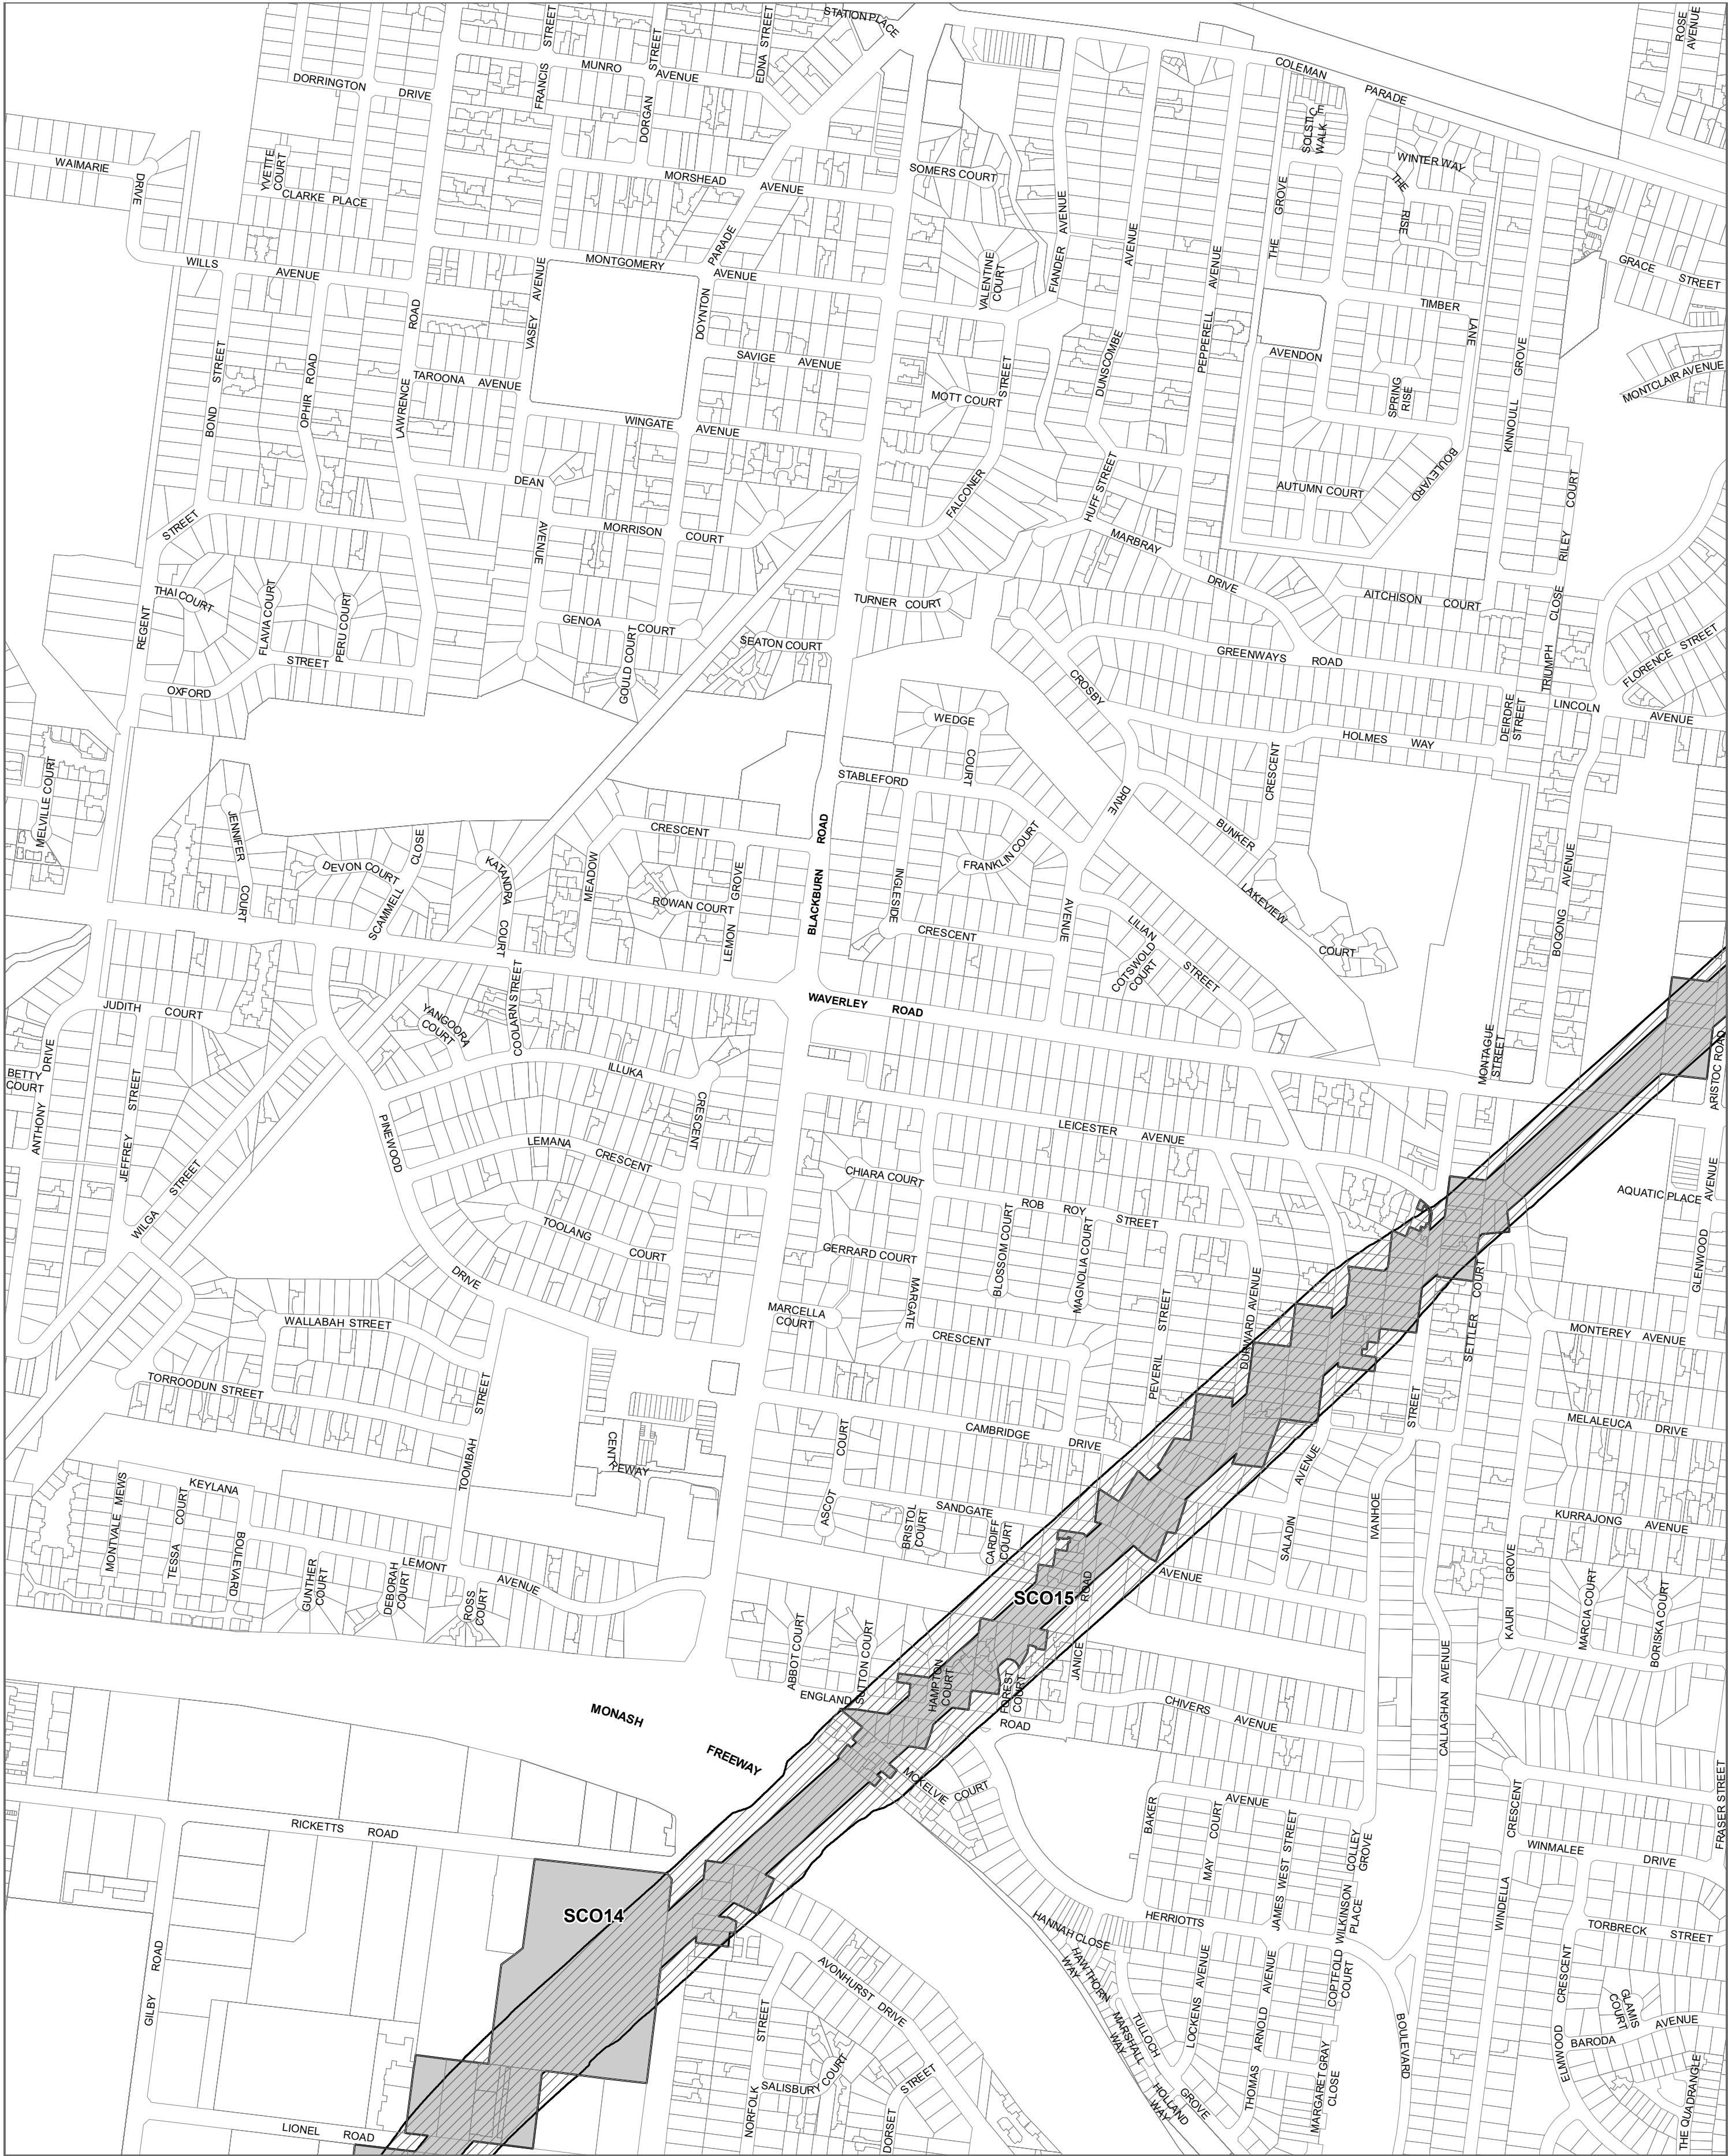 STATION PLACE
ROSE
AVENUE
STREET
STREET
EDNA STREET
MUNRO
AVENUE
COLEMAN
PARADE
DORRINGTON
DRIVE
FRANCIS
DORGAN
SOLSTICE
WALK
WAIMARIE
DRIVE
YVETTE
COURT
CLARKE PLACE
MORSHEAD
AVENUE
SOMERS COURT
WINTER WAY
THE
RISE
THE
GROVE
AVENUE
FIANDER
AVENUE
DUNSCOMBE
AVENUE
PEPPERELL
WILLS
AVENUE
MONTGOMERY
PARADE
AVENUE
VALENTINE
COURT
GRACE
STREET
TIMBER
LANE
ROAD
VASEY
AVENUE
DOYNTON
BOND
STREET
OPHIR
ROAD
LAWRENCE
TAROONA
AVENUE
SAVIGE
AVENUE
STREET
MOTT COURT
AVENDON
SPRING
RISE
KINNOULL
GROVE
MONTCLAIR AVENUE
WINGATE
AVENUE
DEAN
AVENUE
FALCONER
HUFF STREET
AUTUMN COURT
BOULEVARD
RILEY
COURT
STREET
MORRISON
COURT
MARBRAY
DRIVE
THAI COURT
FLAVIA COURT
PERU COURT
REGENT
GENOA
COURT
GOULD COURT
SEATON COURT
TURNER COURT
AITCHISON
COURT
TRIUMPH
CLOSE
GREENWAYS
ROAD
FLORENCE STREET
OXFORD
STREET
CROSBY
DRIVE
LINCOLN
AVENUE
DEIRDRE
STREET
HOLMES
WAY
WEDGE
COURT
STABLEFORD
CRESCENT
BUNKER
MELVILLE COURT
JENNIFER
COURT
DEVON COURT
SCAMMELL
CLOSE
KATANDRA
COURT
MEADOW
CRESCENT
ROWAN COURT
LEMON
GROVE
BLACKBURN
ROAD
INGLESIDE
CRESCENT
FRANKLIN COURT
AVENUE
LAKEVIEW
COURT
LILIAN
STREET
COTSWOLD
COURT
BOGONG
AVENUE
JUDITH
COURT
YANGOORA
COURT
COOLARN STREET
WAVERLEY
ROAD
MONTAGUE
STREET
ARISTOC ROAD
BETTY
COURT
ANTHONY
DRIVE
JEFFREY
STREET
WILGA
STREET
PINEWOOD
DRIVE
ILLUKA
CRESCENT
LEMANA
CRESCENT
TOOLANG
COURT
LEICESTER
AVENUE
CHIARA COURT
ROB
ROY
STREET
BLOSSOM COURT
MAGNOLIA COURT
GERRARD COURT
MARGATE
CRESCENT
MARCELLA
COURT
PEVERIL
STREET
DURWARD AVENUE
AQUATIC PLACE
GLENWOOD
AVENUE
SETTLER
COURT
MONTEREY
AVENUE
WALLABAH STREET
TORROODUN STREET
TOOMBAH
STREET
CAMBRIDGE
DRIVE
MELALEUCA
DRIVE
AVENUE
SALADIN
STREET
IVANHOE
KEYLANA
BOULEVARD
MONTVALE
MEWS
TESSA
COURT
GUNTHER
COURT
DEBORAH
COURT
LEMONT
AVENUE
ROSS
COURT
ASCOT
COURT
BRISTOL
COURT
SANDGATE
CARDIFF
COURT
SCO15
ROAD
JANICE
AVENUE
KURRAJONG
AVENUE
KAURI
GROVE
MARCIA COURT
BORISKA COURT
ABBOT COURT
SUTTON COURT
ENGLAND
HAMPTON
COURT
FOREST
COURT
ROAD
CHIVERS
AVENUE
CALLAGHAN AVENUE
MONASH
FREEWAY
MCKELVIE
COURT
BAKER
AVENUE
MAY
COURT
JAMES WEST STREET
COLLEY
GROVE
CRESCENT
WINDELLA
FRASER STREET
WINMALEE
DRIVE
RICKETTS
ROAD
GILBY
ROAD
SCO14
HERRIOTTS
HANNAH CLOSE
HAWTHORN
WAY
MARSHALL
WAY
HOLLAND
WAY
TULLOCH
GROVE
LOCKENS
AVENUE
THOMAS
ARNOLD
AVENUE
COPTFOLD
COURT
WILKINSON
PLACE
MARGARET GRAY
CLOSE
BOULEVARD
TORBRECK
STREET
ELMWOOD
CRESCENT
GLAMIS
COURT
BARODA
AVENUE
THE QUADRANGLE
AVONHURST
DRIVE
NORFOLK
STREET
SALISBURY
COURT
DORSET
STREET
LIONEL
ROAD